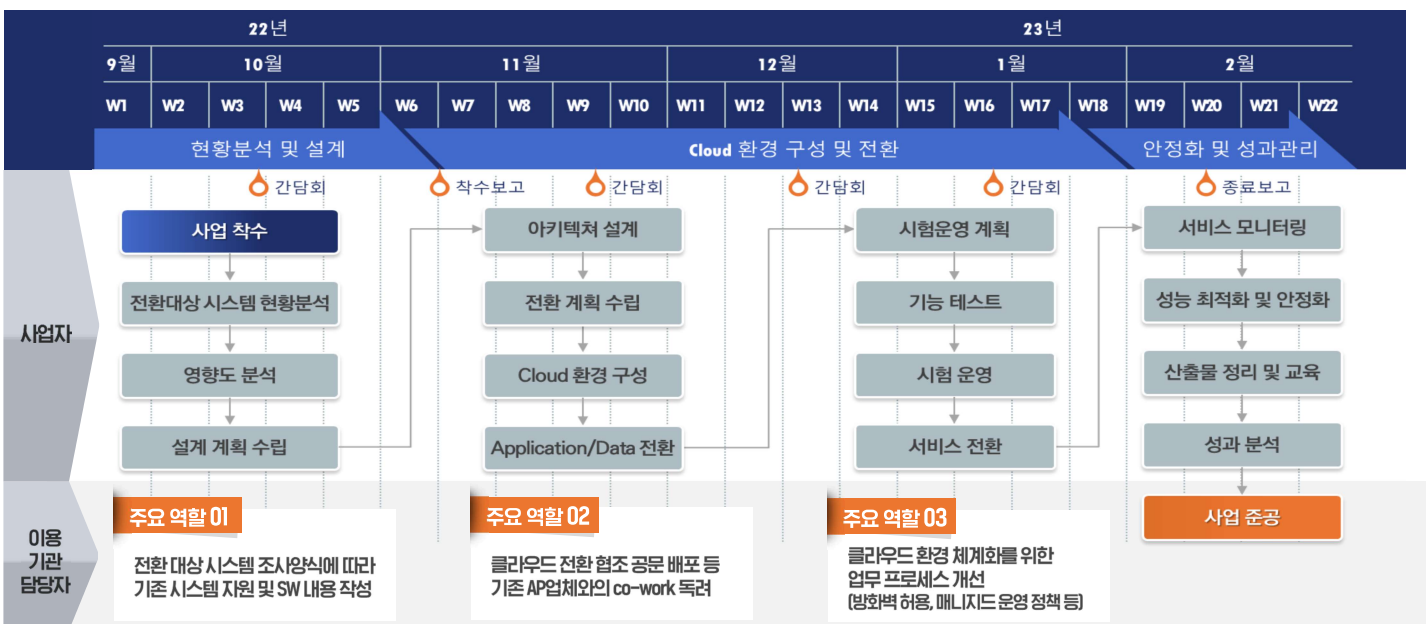 22년 23년
9월 10월 11월 12월 1월 2월
W1 W2 W3 W4 W5 W6 W7 W8 W9 W10 W11 W12 W13 W14 W15 W16 W17 W18 W19 W20 W21 W22
현황분석 및 설계 Cloud 환경 구성 및 전환 안정화 및 성과관리
간담회 착수보고 간담회 간담회 간담회 종료보고
사업자
사업 착수
전환대상 시스템 현황분석
영향도 분석
설계 계획 수립
아키텍쳐 설계
전환 계획 수립
Cloud 환경 구성
Application/Data 전환
시험운영 계획
기능 테스트
시험 운영
서비스 전환
서비스 모니터링
성능 최적화 및 안정화
산출물 정리 및 교육
성과 분석
사업 준공
이용
기관
담당자
주요 역할 01
전환 대상 시스템 조사양식에 따라
기존 시스템 자원 및 SW 내용 작성
주요 역할 02
클라우드 전환 협조 공문 배포 등
기존 AP업체와의 co-work 독려
주요 역할 03
클라우드 환경 체계화를 위한
업무 프로세스 개선
(방화벽 허용, 매니지드 운영 정책 등)